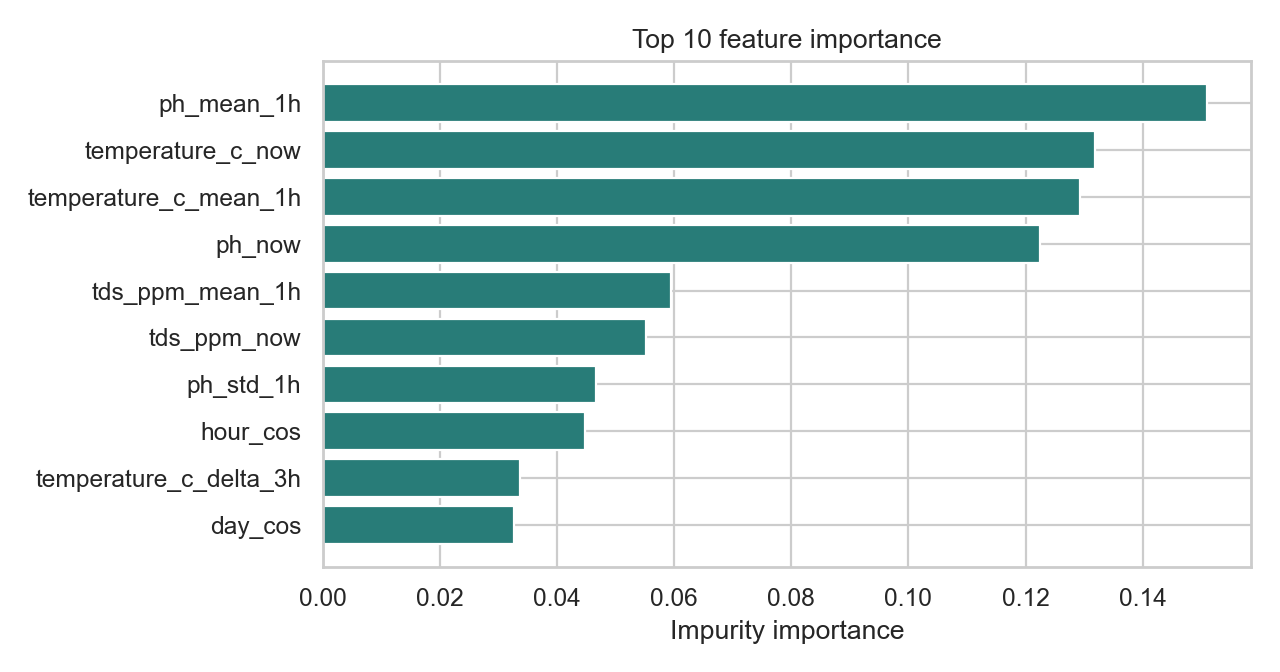 Top 10 feature importance
ph_mean_1h
temperature_c_now
temperature_c_mean_1h
ph_now
tds_ppm_mean_1h
tds_ppm_now
ph_std_1h
hour_cos
temperature_c_delta_3h
day_cos
0.00 0.02 0.04 0.06 0.08 0.10 0.12 0.14
Impurity importance